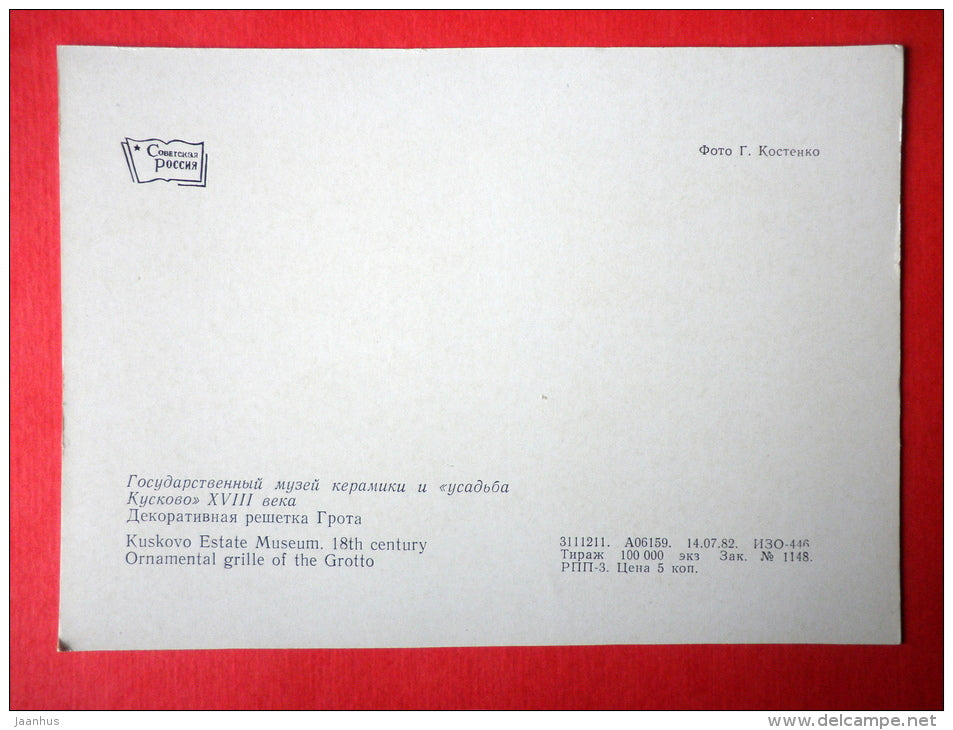 Советская
Россия
Фото Г. Костенко
Государственный музей керамики и «усадьба
Кусково» XVIII века
Декоративная решетка Грота
Kuskovo Estate Museum. 18th century
Ornamental grille of the Grotto
3111211. А06159. 14.07.82. ИЗО-446
Тираж 100 000 экз Зак. № 1148.
РПП-3. Цена 5 коп.
jaanhus
www.delcampe.net